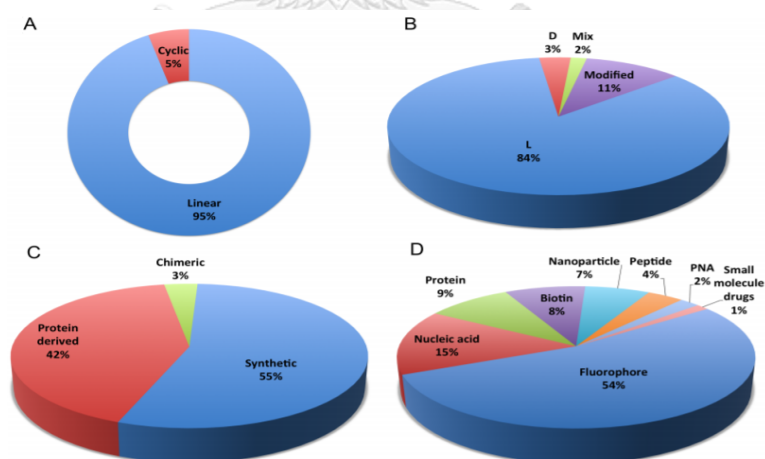 A
Cyclic
5%
Linear
95%
B
D
3%
Mix
2%
Modified
11%
L
84%
C
Chimeric
3%
Protein
derived
42%
Synthetic
55%
D
Nanoparticle
7%
Peptide
4%
PNA
2%
Small
molecule
drugs
1%
Protein
9%
Biotin
8%
Nucleic acid
15%
Fluorophore
54%